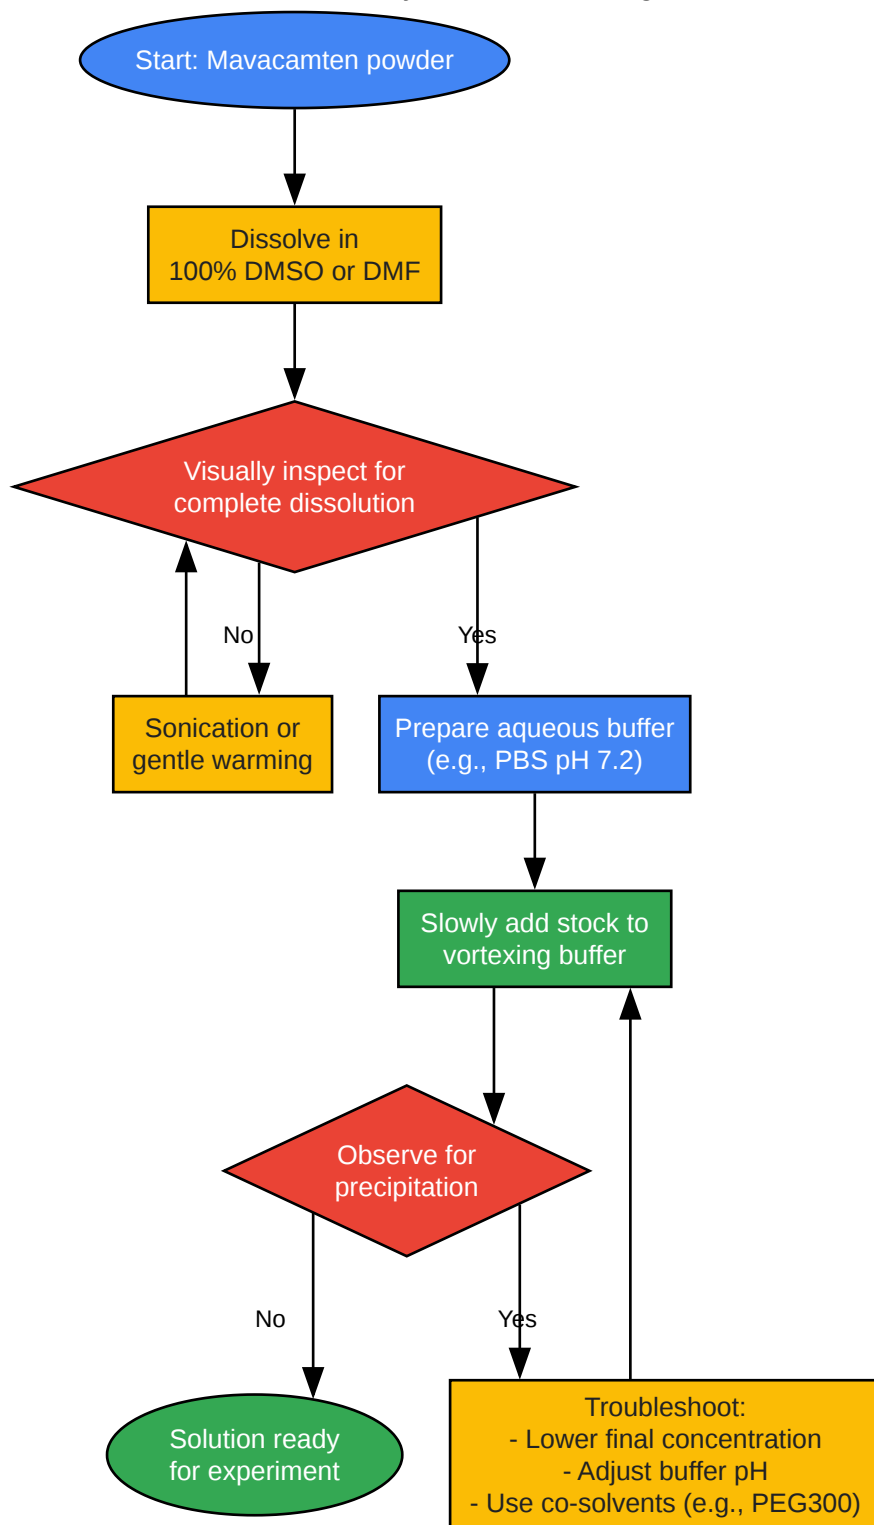 Start: Mavacamten powder
Dissolve in
100% DMSO or DMF
Visually inspect for
complete dissolution
No
Yes
Sonication or
gentle warming
Prepare aqueous buffer
(e.g., PBS pH 7.2)
Slowly add stock to
vortexing buffer
Observe for
precipitation
No
Yes
Solution ready
for experiment
Troubleshoot:
- Lower final concentration
- Adjust buffer pH
- Use co-solvents (e.g., PEG300)